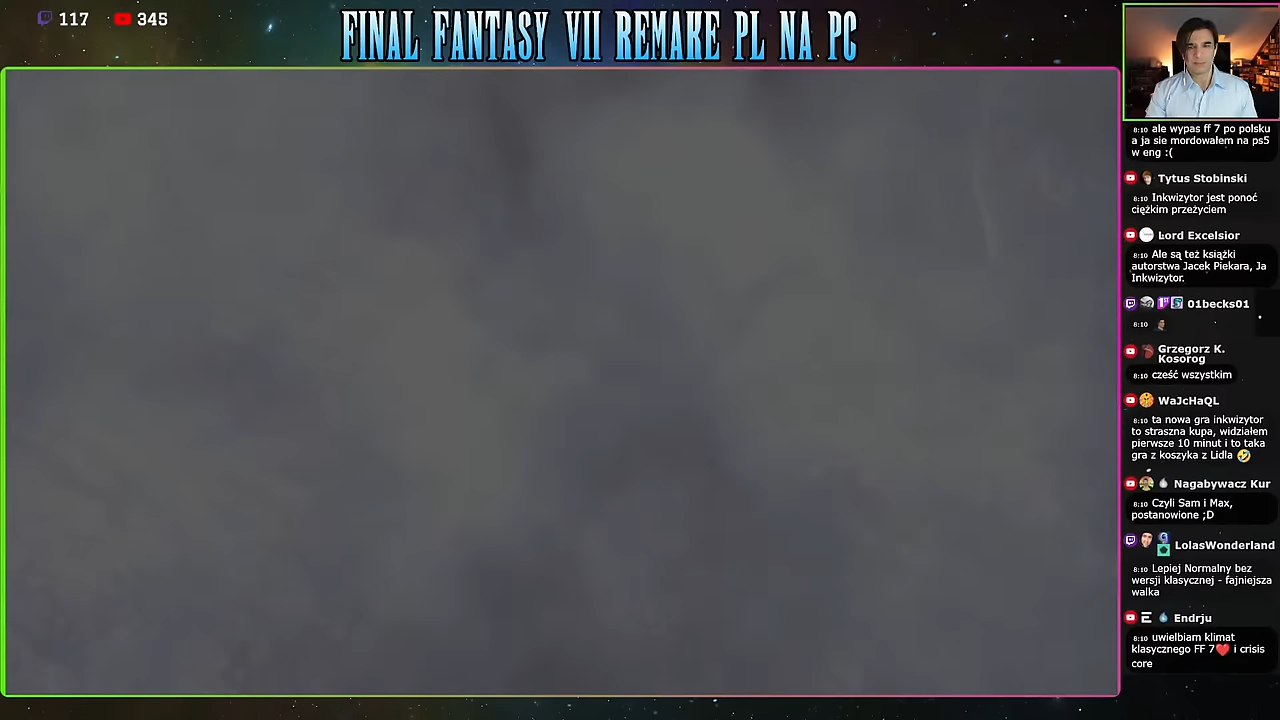 117 345
FINAL FANTASY VII REMAKE PL NA PC
8:10 ale wypas ff 7 po polsku
a ja sie mordowałem na ps5
w eng :(
Tytus Stobinski
8:10 Inkwizytor jest ponoć
ciężkim przeżyciem
Łord Excelsior
8:10 Ale są też książki
autorstwa Jacek Piekara, Ja
Inkwizytor.
01becks01
8:10
Grzegorz K.
Kosorog
8:10 cześć wszystkim
WaJcHaQL
8:10 ta nowa gra inkwizytor
to straszna kupa, widziałem
pierwsze 10 minut i to taka
gra z koszyka z Lidla 🤣
Nagabywacz Kur
8:10 Czyli Sam i Max,
postanowione ;D
LolasWonderland
8:10 Lepiej Normalny bez
wersji klasycznej - fajniejsza
walka
Endrju
8:10 uwielbiam klimat
klasycznego FF 7❤️ i crisis
core